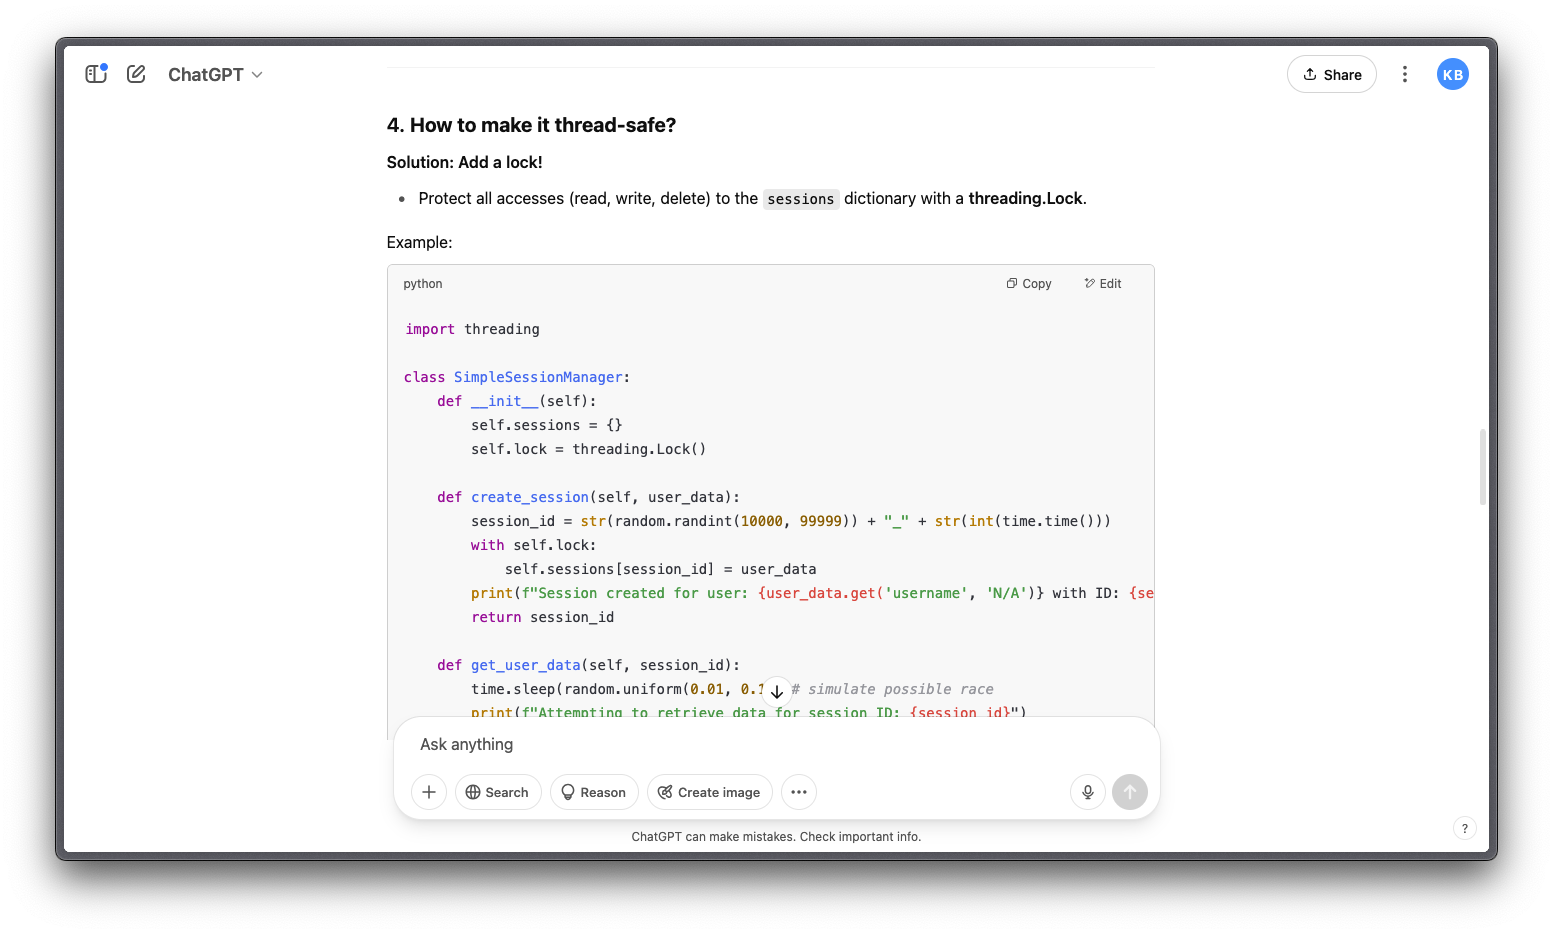 ChatGPT
Share
KB
4. How to make it thread-safe?
Solution: Add a lock!
• Protect all accesses (read, write, delete) to the sessions dictionary with a threading.Lock.
Example:
python
Copy
Edit
import threading
class SimpleSessionManager:
    def __init__(self):
        self.sessions = {}
        self.lock = threading.Lock()
    def create_session(self, user_data):
        session_id = str(random.randint(10000, 99999)) + "_" + str(int(time.time()))
        with self.lock:
            self.sessions[session_id] = user_data
        print(f"Session created for user: {user_data.get('username', 'N/A')} with ID: {se
        return session_id
    def get_user_data(self, session_id):
        time.sleep(random.uniform(0.01, 0.1 # simulate possible race
        print(f"Attempting to retrieve data for session ID: {session_id}")
Ask anything
Search
Reason
Create image
ChatGPT can make mistakes. Check important info.
?